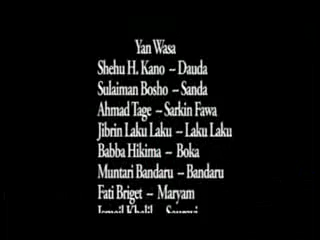 Yan Wasa
Shehu H. Kano – Dauda
Sulaiman Bosho – Sanda
Ahmad Tage – Sarkin Fawa
Jibrin Laku Laku – Laku Laku
Babba Hikima – Boka
Muntari Bandaru – Bandaru
Fati Briget – Maryam